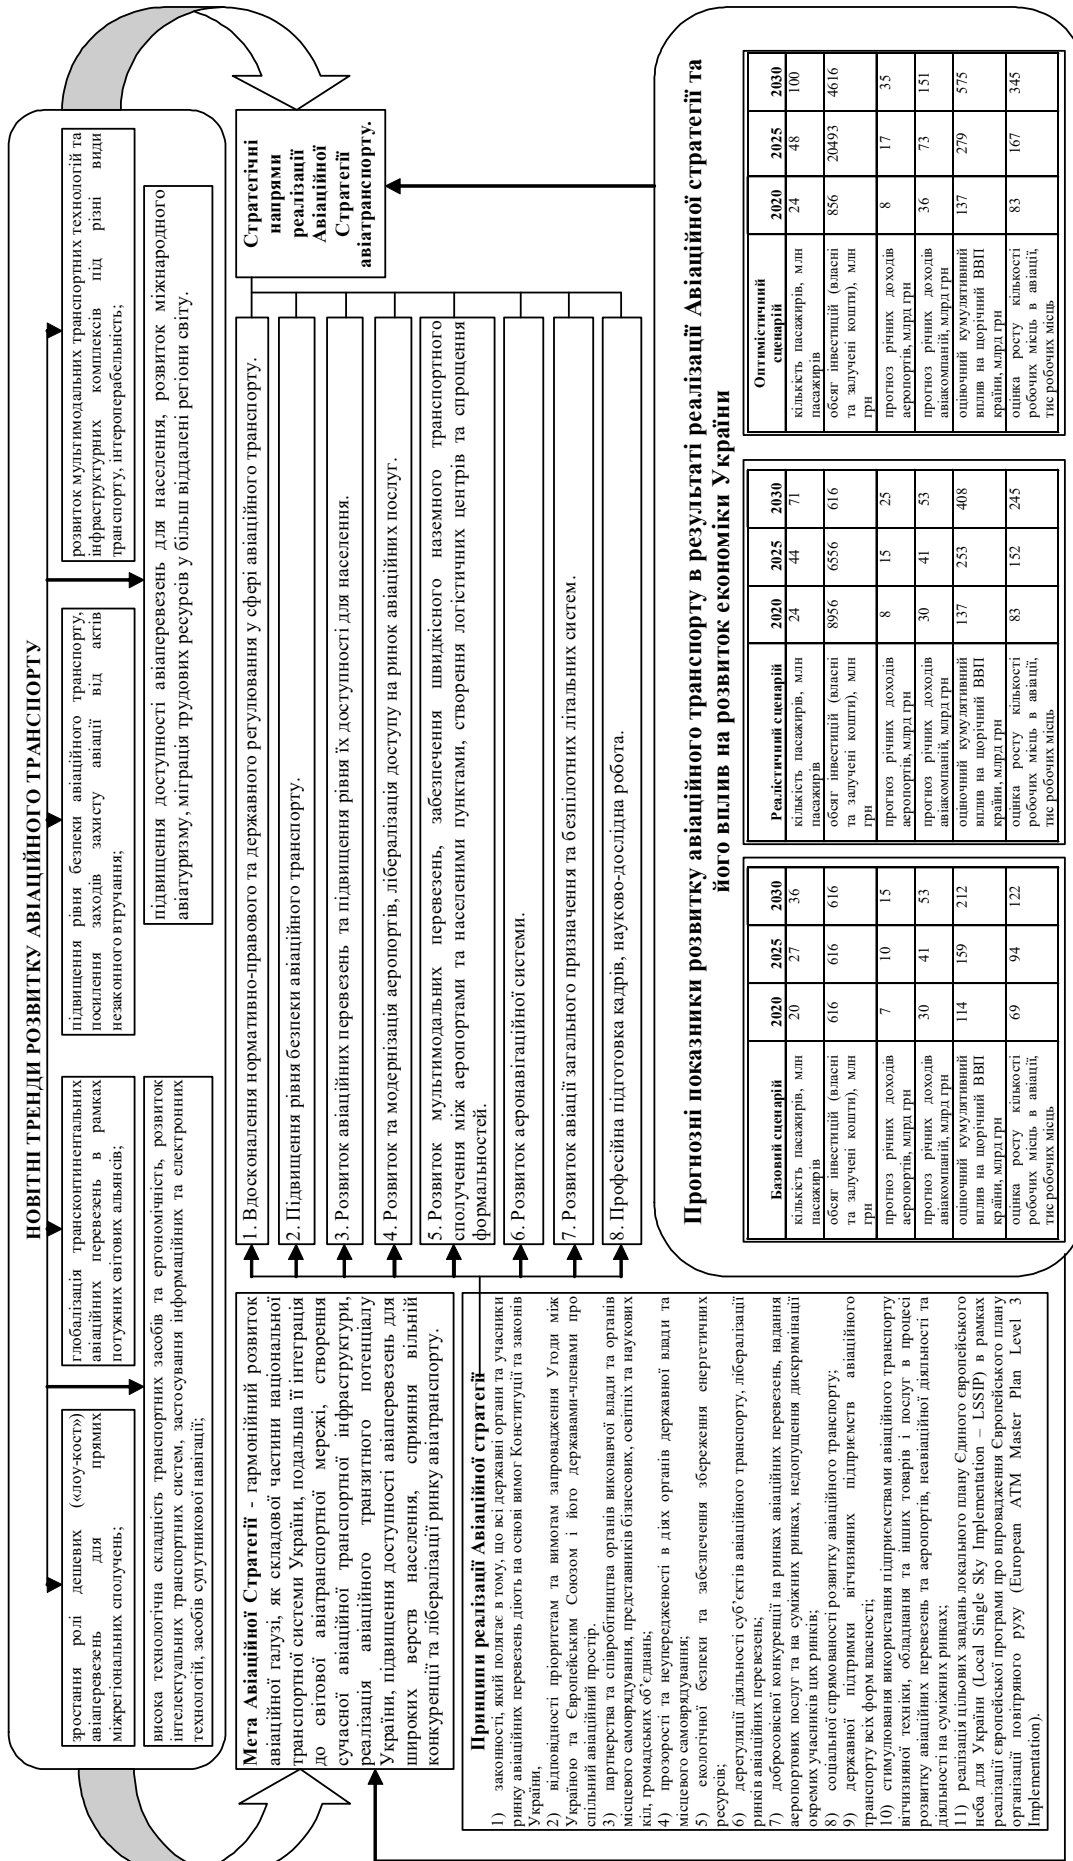 НОВІТНІ ТРЕНДИ РОЗВИТКУ АВІАЦІЙНОГО ТРАНСПОРТУ
зростання ролі дешевих («лоу-кост»)
авіаперевезень для прямих
міжрегіональних сполучень;
глобалізація трансконтинентальних
авіаційних перевезень в рамках
потужних світових альянсів;
підвищення рівня безпеки авіаційного транспорту,
посилення заходів захисту авіації від актів
незаконного втручання;
розвиток мультимодальних транспортних технологій та
інфраструктурних комплексів під різні види
транспорту, інтероперабельність;
висока технологічна складність транспортних засобів та ергономічність, розвиток
інтелектуальних транспортних систем, застосування інформаційних та електронних
технологій, засобів супутникової навігації;
підвищення доступності авіаперевезень для населення, розвиток міжнародного
авіатуризму, міграція трудових ресурсів у більш віддалені регіони світу.
Мета Авіаційної Стратегії - гармонійний розвиток
авіаційної галузі, як складової частини національної
транспортної системи України, подальша її інтеграція
до світової авіатранспортної мережі, створення
сучасної авіаційної транспортної інфраструктури,
реалізація авіаційного транзитного потенціалу
України, підвищення доступності авіаперевезень для
широких верств населення, сприяння вільній
конкуренції та лібералізації ринку авіатранспорту.
1. Вдосконалення нормативно-правового та державного регулювання у сфері авіаційного транспорту.
2. Підвищення рівня безпеки авіаційного транспорту.
3. Розвиток авіаційних перевезень та підвищення рівня їх доступності для населення.
4. Розвиток та модернізація аеропортів, лібералізація доступу на ринок авіаційних послуг.
5. Розвиток мультимодальних перевезень, забезпечення швидкісного наземного транспортного
сполучення між аеропортами та населеними пунктами, створення логістичних центрів та спрощення
формальностей.
6. Розвиток аеронавігаційної системи.
7. Розвиток авіації загального призначення та безпілотних літальних систем.
8. Професійна підготовка кадрів, науково-дослідна робота.
Стратегічні
напрями
реалізації
Авіаційної
Стратегії
авіатранспорту.
Принципи реалізації Авіаційної стратегії
1) законності, який полягає в тому, що всі державні органи та учасники
ринку авіаційних перевезень діють на основі вимог Конституції та законів
України,
2) відповідності пріоритетам та вимогам запровадження Угоди між
Україною та Європейським Союзом і його державами-членами про
спільний авіаційний простір.
3) партнерства та співробітництва органів виконавчої влади та органів
місцевого самоврядування, представників бізнесових, освітніх та наукових
кіл, громадських об'єднань;
4) прозорості та неупередженості в діях органів державної влади та
місцевого самоврядування;
5) екологічної безпеки та забезпечення збереження енергетичних
ресурсів;
6) дерегуляції діяльності суб'єктів авіаційного транспорту, лібералізації
ринків авіаційних перевезень;
7) добросовісної конкуренції на ринках авіаційних перевезень, надання
аеропортових послуг та на суміжних ринках, недопущення дискримінації
окремих учасників цих ринків;
8) соціальної спрямованості розвитку авіаційного транспорту;
9) державної підтримки вітчизняних підприємств авіаційного
транспорту всіх форм власності;
10) стимулювання використання підприємствами авіаційного транспорту
вітчизняної техніки, обладнання та інших товарів і послуг в процесі
розвитку авіаційних перевезень та аеропортів, неавіаційної діяльності та
діяльності на суміжних ринках;
11) реалізація цільових завдань локального плану Єдиного європейського
неба для України (Local Single Sky Implementation – LSSIP) в рамках
реалізації європейської програми про впровадження Європейського плану
організації повітряного руху (European ATM Master Plan Level 3
Implementation).
Прогнозні показники розвитку авіаційного транспорту в результаті реалізації Авіаційної стратегії та
його вплив на розвиток економіки України
Базовий сценарій 2020 2025 2030
кількість пасажирів, млн 20 27 36
пасажирів
обсяг інвестицій (власні 616 616 616
та залучені кошти), млн
грн
прогноз річних доходів 7 10 15
аеропортів, млрд грн
прогноз річних доходів 30 41 53
авіакомпаній, млрд грн
оціночний кумулятивний 114 159 212
вплив на щорічний ВВП
країни, млрд грн
оцінка росту кількості 69 94 122
робочих місць в авіації,
тис робочих місць
Реалістичний сценарій 2020 2025 2030
кількість пасажирів, млн 24 44 71
пасажирів
обсяг інвестицій (власні 8956 6556 616
та залучені кошти), млн
грн
прогноз річних доходів 8 15 25
аеропортів, млрд грн
прогноз річних доходів 30 41 53
авіакомпаній, млрд грн
оціночний кумулятивний 137 253 408
вплив на щорічний ВВП
країни, млрд грн
оцінка росту кількості 83 152 245
робочих місць в авіації,
тис робочих місць
Оптимістичний 2020 2025 2030
сценарій
кількість пасажирів, млн 24 48 100
пасажирів
обсяг інвестицій (власні 856 20493 4616
та залучені кошти), млн
грн
прогноз річних доходів 8 17 35
аеропортів, млрд грн
прогноз річних доходів 36 73 151
авіакомпаній, млрд грн
оціночний кумулятивний 137 279 575
вплив на щорічний ВВП
країни, млрд грн
оцінка росту кількості 83 167 345
робочих місць в авіації,
тис робочих місць